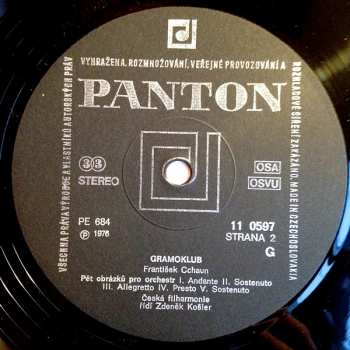 VŠECHNA PRÁVA VÝROBCE A VLASTNÍKŮ AUTORSKÝCH PRÁV
VYHRAŽENA. ROZMNOŽOVÁNÍ, VEŘEJNÉ PROVOZOVÁNÍ A
ROZHLASOVÉ ŠÍŘENÍ ZAKÁZÁNO. MADE IN CZECHOSLOVAKIA
PANTON
33
STEREO
OSA
OSVU
PE 684
℗ 1976
11 0597
STRANA 2
G
GRAMOKLUB
František Cchaun
Pět obrázků pro orchestr I. Andante II. Sostenuto
III. Allegretto IV. Presto V. Sostenuto
Česká filharmonie
řídí Zdeněk Košler